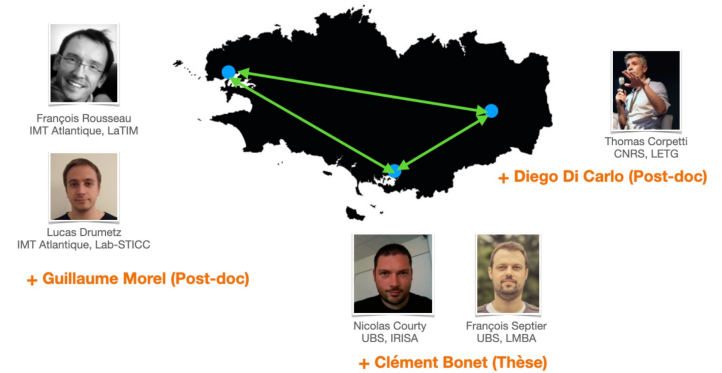 François Rousseau
IMT Atlantique, LaTIM
Thomas Corpetti
CNRS, LETG
+ Diego Di Carlo (Post-doc)
Lucas Drumetz
IMT Atlantique, Lab-STICC
+ Guillaume Morel (Post-doc)
Nicolas Courty
UBS, IRISA
François Septier
UBS, LMBA
+ Clément Bonet (Thèse)